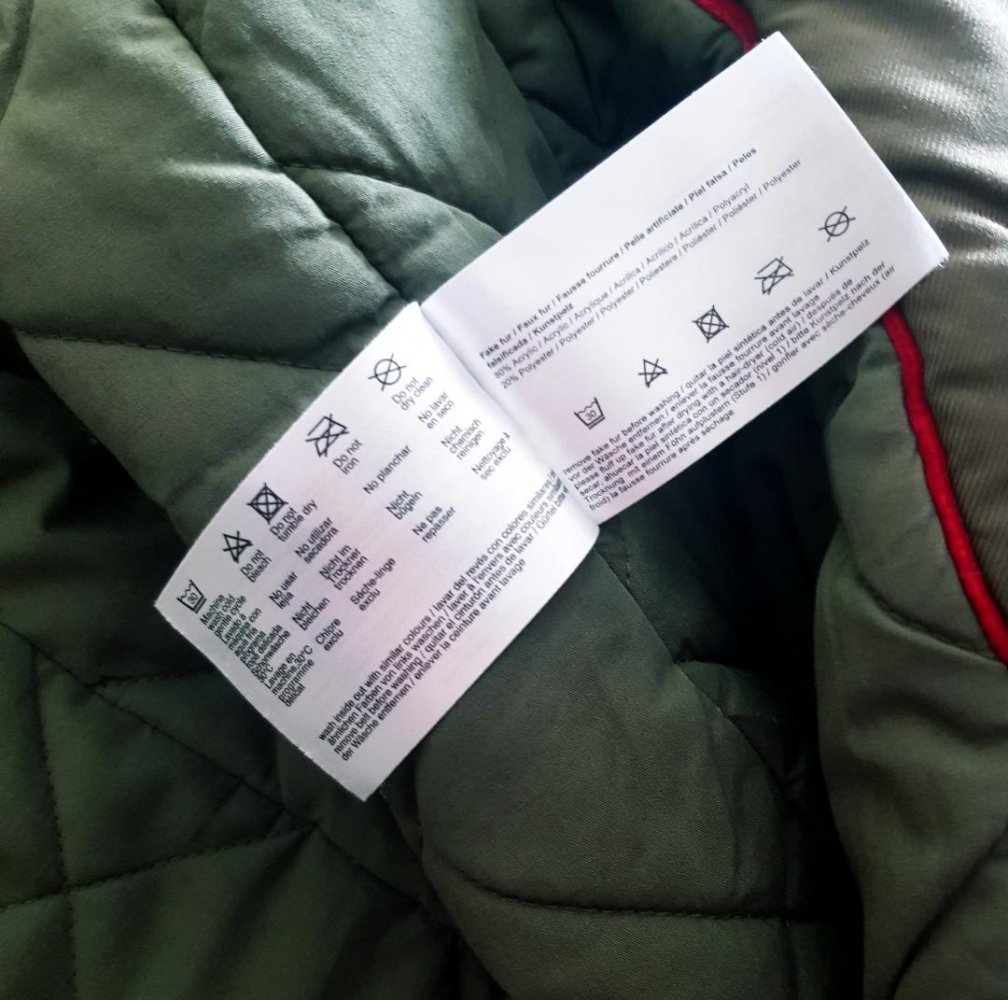 30
Machine
wash cold
gentle cycle
Lavado a
máquina con
agua fría
programa
ropa delicada
Schonwäsche
30°C
Lavage en
machine 30°C
programme
délicat
Do not
bleach
No usar
lejía
Nicht
bleichen
Chlore
exclu
Do not
tumble dry
No utilizar
secadora
Nicht im
trockner
trocknen
Sèche-linge
exclu
Do not
iron
No planchar
Nicht
bügeln
Ne pas
repasser
Do not
dry clean
No lavar
en seco
Nicht
chemisch
reinigen
Nettoyage à
sec exclu
wash inside out with similar colours / lavar del revés con colores similares
ähnlichen Farben von links waschen / laver à l'envers avec couleurs
remove belt before washing / quitar el cinturón antes de lavar / Gürtel
der Wäsche entfernen / enlever la ceinture avant lavage
Fake fur / Faux fur / Fausse fourrure / Pelle artificiale / Piel falsa / Peles
falsificada / Kunstpelz
80% Acrylic / Acrylic / Acrylique / Acrilica / Acrilico / Acrílica / Polyacryl
20% Polyester / Polyester / Polyester / Poliestere / Poliéster / Poliéster / Polyester
30
remove fake fur before washing / quitar la piel sintética antes de lavar / Kunstpelz
vor der Wäsche entfernen / enlever la fausse fourrure avant lavage
please fluff up fake fur after drying with a hair-dryer (cold air) / después de
secar, ahuecar la piel sintética con un secador (nivel 1) / bitte Kunstpelz nach der
Trocknung mit einem Föhn aufplustern (Stufe 1) / gonfler avec sèche-cheveux (air
froid) la fausse fourrure après séchage